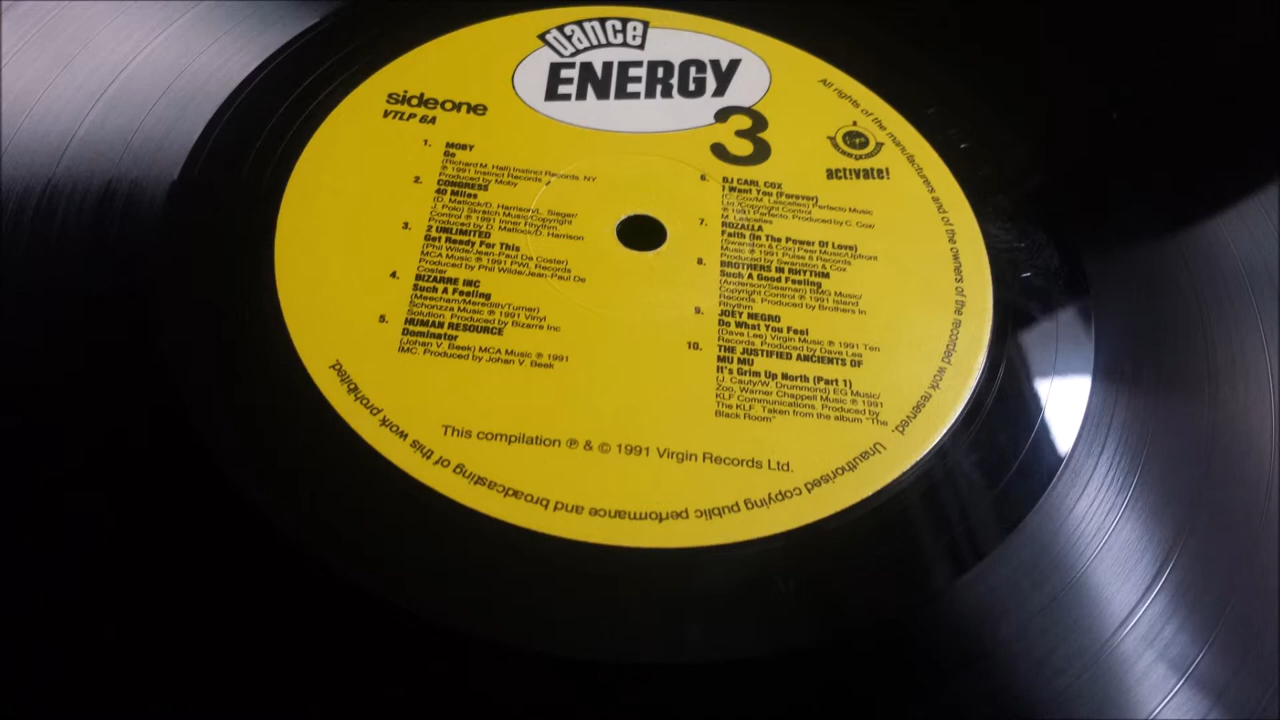 dance
ENERGY
3
sideone
VTLP 6A
act!vate!
1. MOBY
Go
(Richard M. Hall) Instinct Records, NY
℗ 1991 Instinct Records
Produced by Moby
2. CONGRESS
40 Miles
(D. Matlock/D. Harrison/L. Sieger/
J. Polo) Skratch Music/Copyright
Control ℗ 1991 Inner Rhythm.
Produced by D. Matlock/D. Harrison
3. 2 UNLIMITED
Get Ready For This
(Phil Wilde/Jean-Paul De Coster)
MCA Music ℗ 1991 PWL Records
Produced by Phil Wilde/Jean-Paul De
Coster
4. BIZARRE INC
Such A Feeling
(Meecham/Meredith/Turner)
Schonzza Music ℗ 1991 Vinyl
Solution. Produced by Bizarre Inc
5. HUMAN RESOURCE
Dominator
(Johan V. Beek) MCA Music ℗ 1991
IMC. Produced by Johan V. Beek
6. DJ CARL COX
I Want You (Forever)
(C. Cox/M. Lascelles) Perfecto Music
Ltd./Copyright Control
℗ 1991 Perfecto. Produced by C. Cox/
M. Lascelles
7. ROZALLA
Faith (In The Power Of Love)
(Swanston & Cox) Peer Music/Upfront
Music ℗ 1991 Pulse 8 Records
Produced by Swanston & Cox
8. BROTHERS IN RHYTHM
Such A Good Feeling
(Anderson/Seaman) BMG Music/
Copyright Control ℗ 1991 Island
Records. Produced by Brothers In
Rhythm
9. JOEY NEGRO
Do What You Feel
(Dave Lee) Virgin Music ℗ 1991 Ten
Records. Produced by Dave Lee
10. THE JUSTIFIED ANCIENTS OF
MU MU
It's Grim Up North (Part 1)
(J. Cauty/W. Drummond) EG Music/
Zoo, Warner Chappell Music ℗ 1991
KLF Communications. Produced by
The KLF. Taken from the album "The
Black Room"
This compilation ℗ & © 1991 Virgin Records Ltd.
All rights of the manufacturers and of the owners of the recorded work reserved.
Unauthorised copying public performance and broadcasting of this work prohibited.